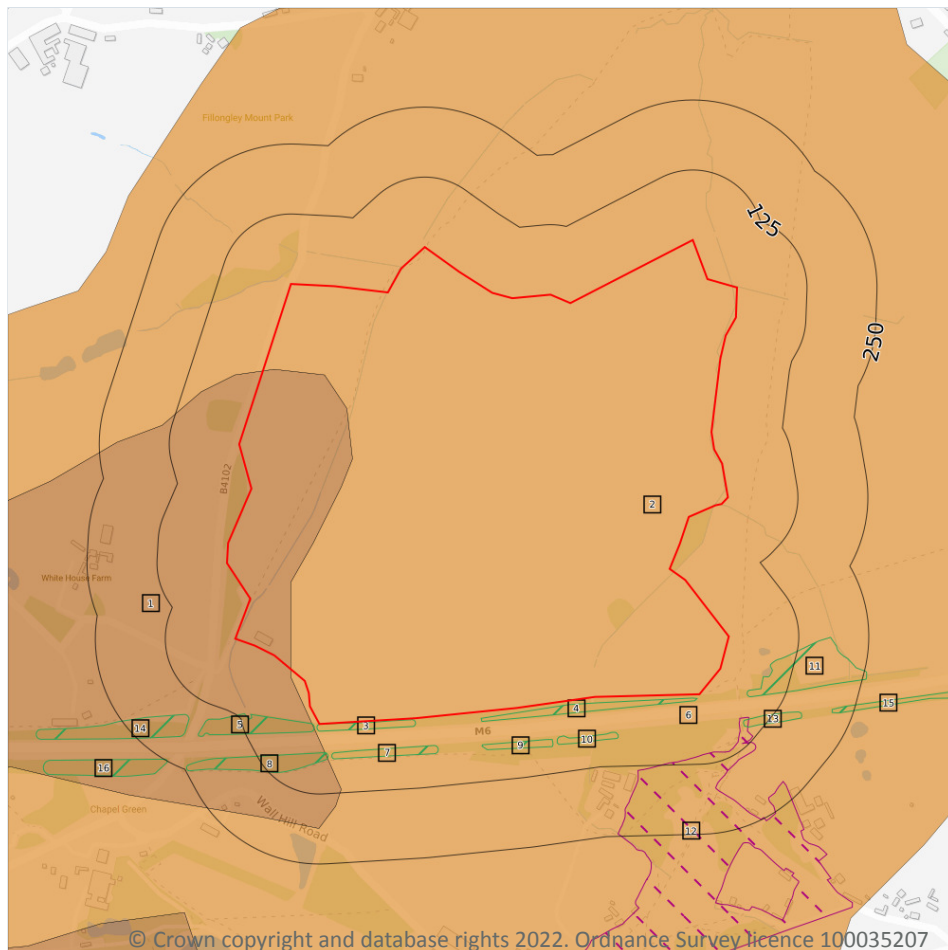 Fillongley Mount Park
125
250
B4102
2
White House Farm
1
11
15
4
6
13
14
5
3
M6
7
9
10
16
8
Chapel Green
Wall Hill Road
12
© Crown copyright and database rights 2022. Ordnance Survey licence 100035207